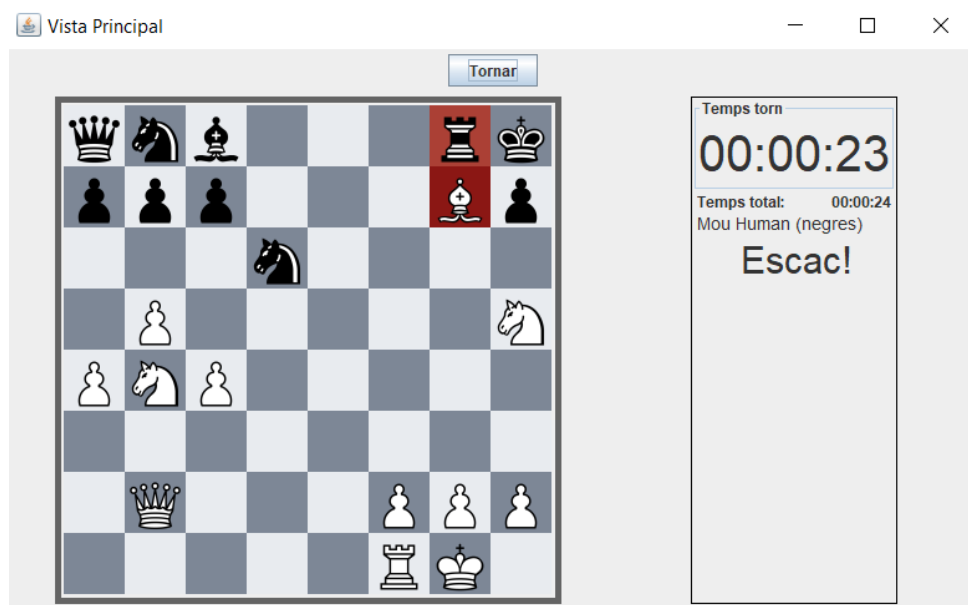 Vista Principal
Tornar
Temps torn
00:00:23
Temps total: 00:00:24
Mou Human (negres)
Escac!